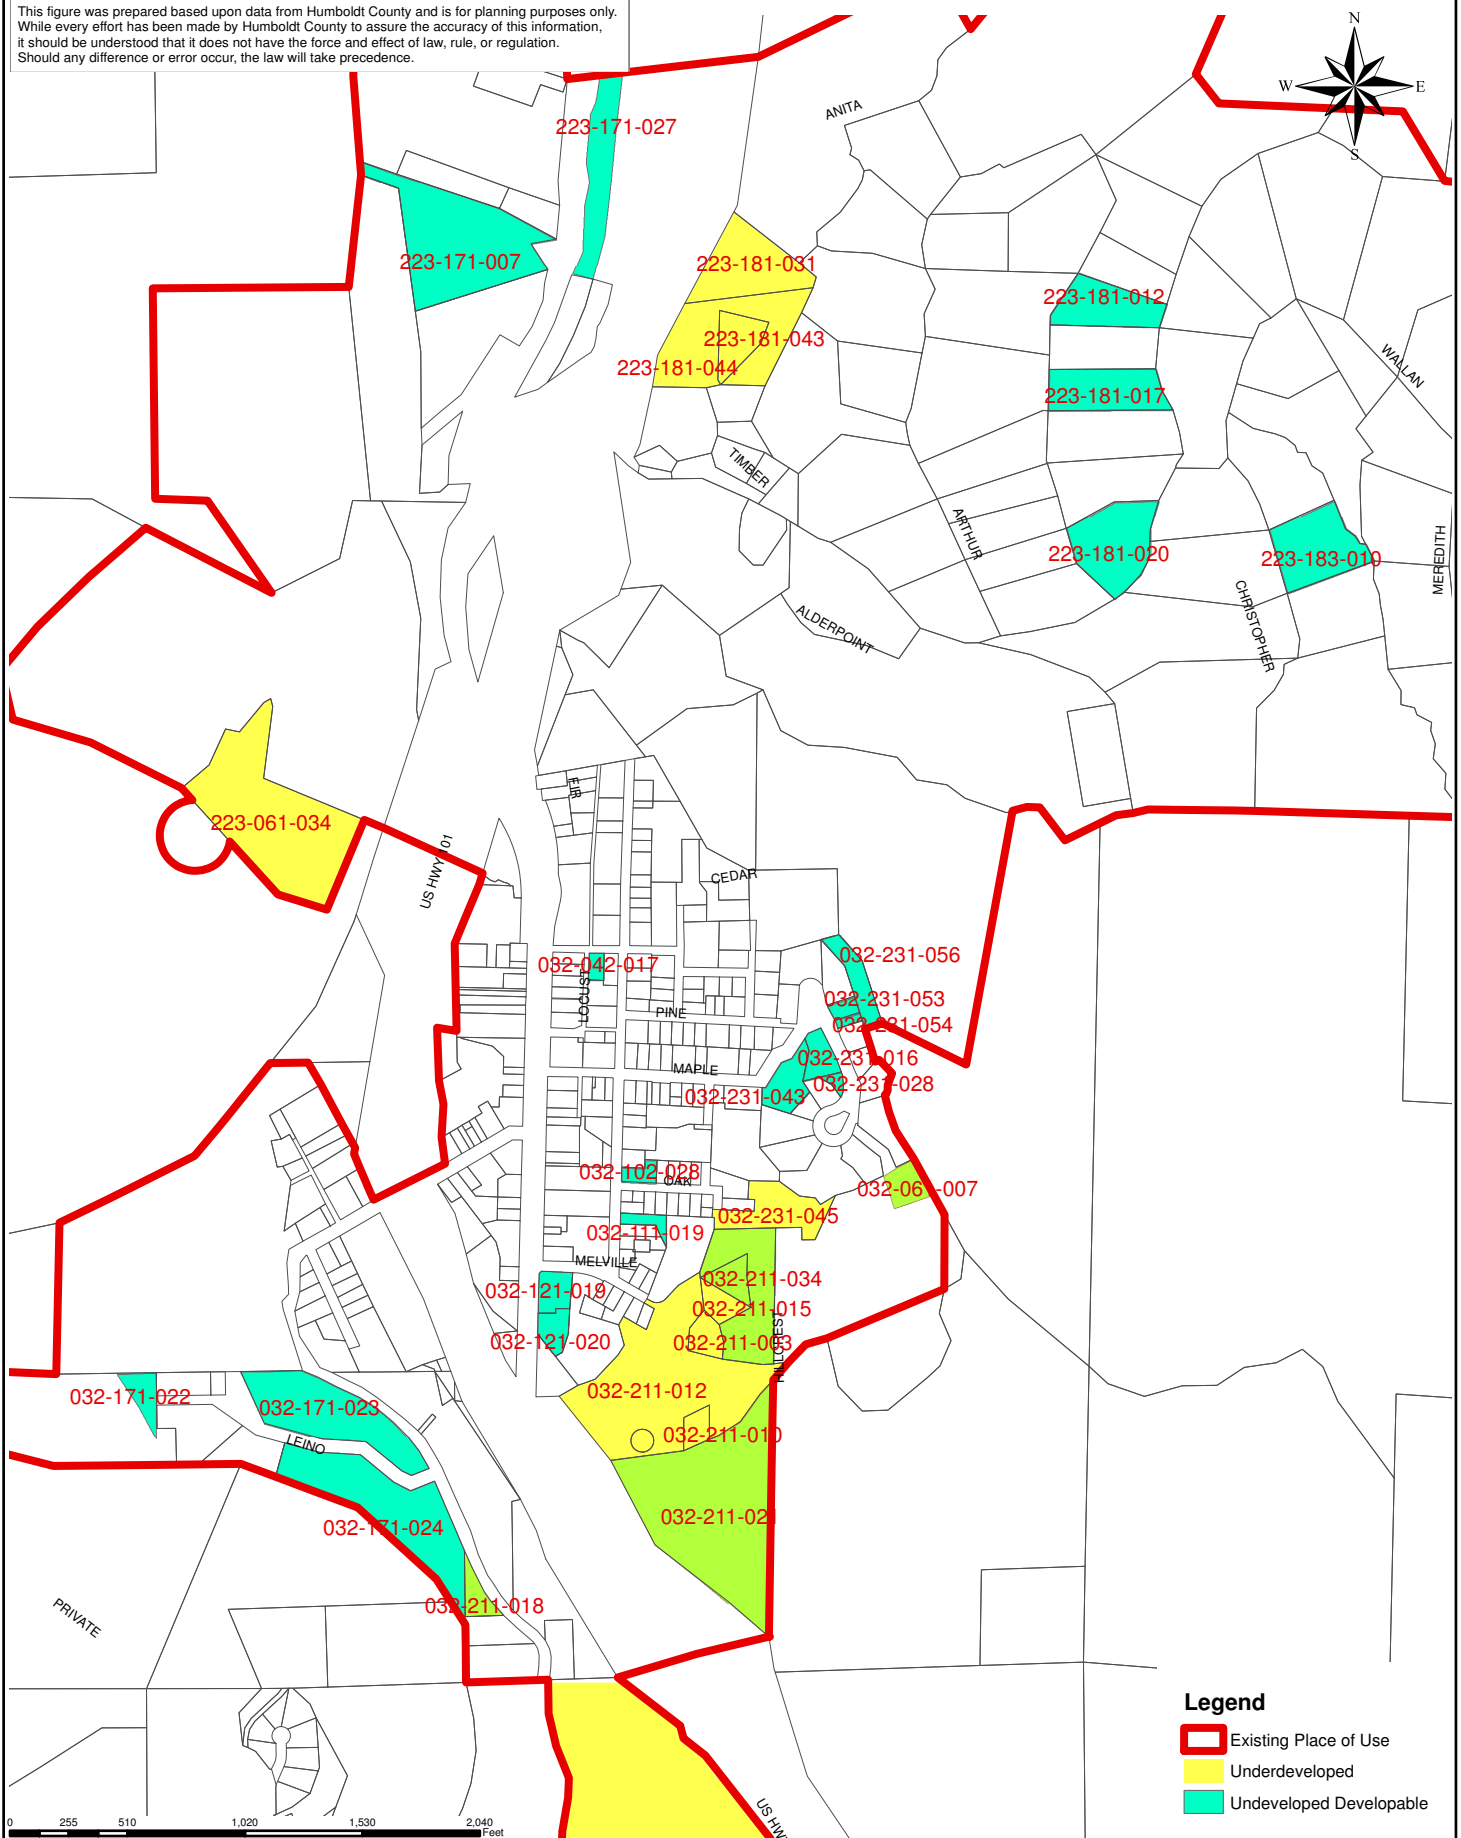 This figure was prepared based upon data from Humboldt County and is for planning purposes only.
While every effort has been made by Humboldt County to assure the accuracy of this information,
it should be understood that it does not have the force and effect of law, rule, or regulation.
Should any difference or error occur, the law will take precedence.
N
W
E
S
223-171-027
ANITA
223-171-007
223-181-031
223-181-012
223-181-043
223-181-044
WALLAN
223-181-017
TIMBER
ARTHUR
223-181-020
223-183-010
MEREDITH
CHRISTOPHER
ALDERPOINT
FIR
223-061-034
US HWY 101
CEDAR
032-231-056
032-042-017
LOCUST
032-231-053
PINE
032-231-054
032-231-016
MAPLE
032-231-028
032-231-043
032-102-028
OAK
007
032-231-045
032-111-019
MELVILLE
032-211-034
032-121-019
032-211-015
HILLCREST
032-121-020
032-211-003
032-171-022
032-211-012
032-171-023
032-211-010
LEINO
032-211-021
032-171-024
032-211-018
PRIVATE
US HW
Legend
Existing Place of Use
Underdeveloped
Undeveloped Developable
0 255 510 1,020 1,530 2,040
Feet